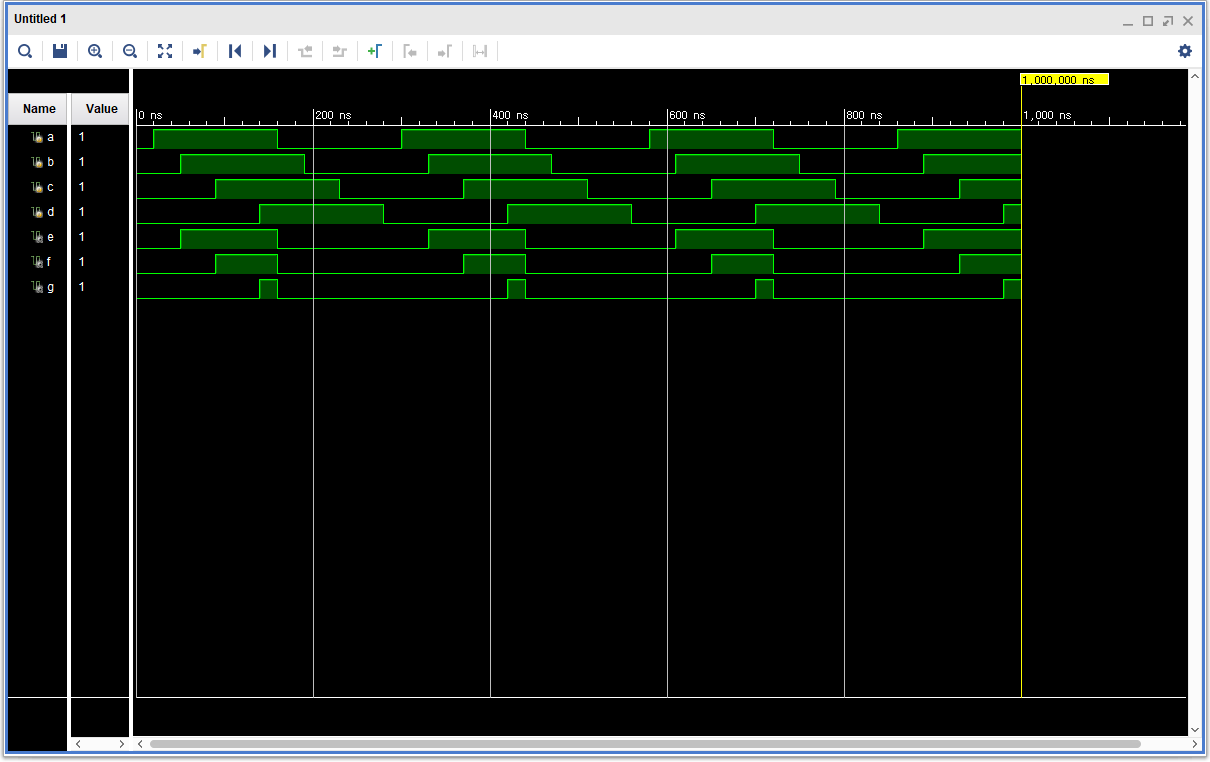 Untitled 1
1,000,000 ns
Name Value
0 ns 200 ns 400 ns 600 ns 800 ns 1,000 ns
a 1
b 1
c 1
d 1
e 1
f 1
g 1